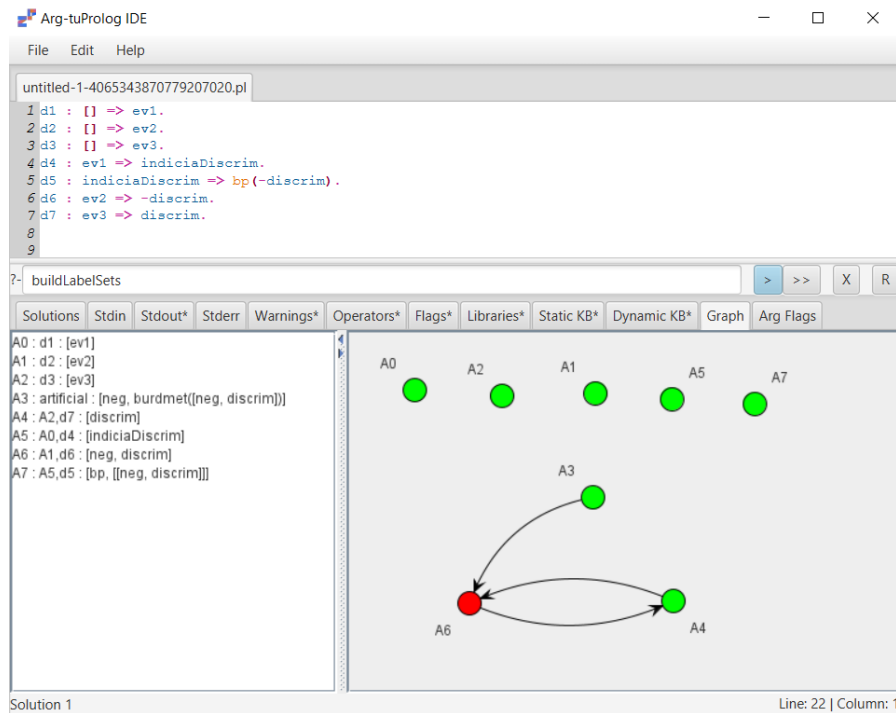 Arg-tuProlog IDE
File Edit Help
untitled-1-4065343870779207020.pl
1 d1 : [] => ev1.
2 d2 : [] => ev2.
3 d3 : [] => ev3.
4 d4 : ev1 => indiciaDiscrim.
5 d5 : indiciaDiscrim => bp(-discrim).
6 d6 : ev2 => -discrim.
7 d7 : ev3 => discrim.
8
9
?- buildLabelSets > >> X R
Solutions Stdin Stdout* Stderr Warnings* Operators* Flags* Libraries* Static KB* Dynamic KB* Graph Arg Flags
A0 : d1 : [ev1]
A1 : d2 : [ev2]
A2 : d3 : [ev3]
A3 : artificial : [neg, burdmet([neg, discrim])]
A4 : A2,d7 : [discrim]
A5 : A0,d4 : [indiciaDiscrim]
A6 : A1,d6 : [neg, discrim]
A7 : A5,d5 : [bp, [[neg, discrim]]]
A0 A2 A1 A5 A7
A3
A6 A4
Solution 1 Line: 22 | Column: 1